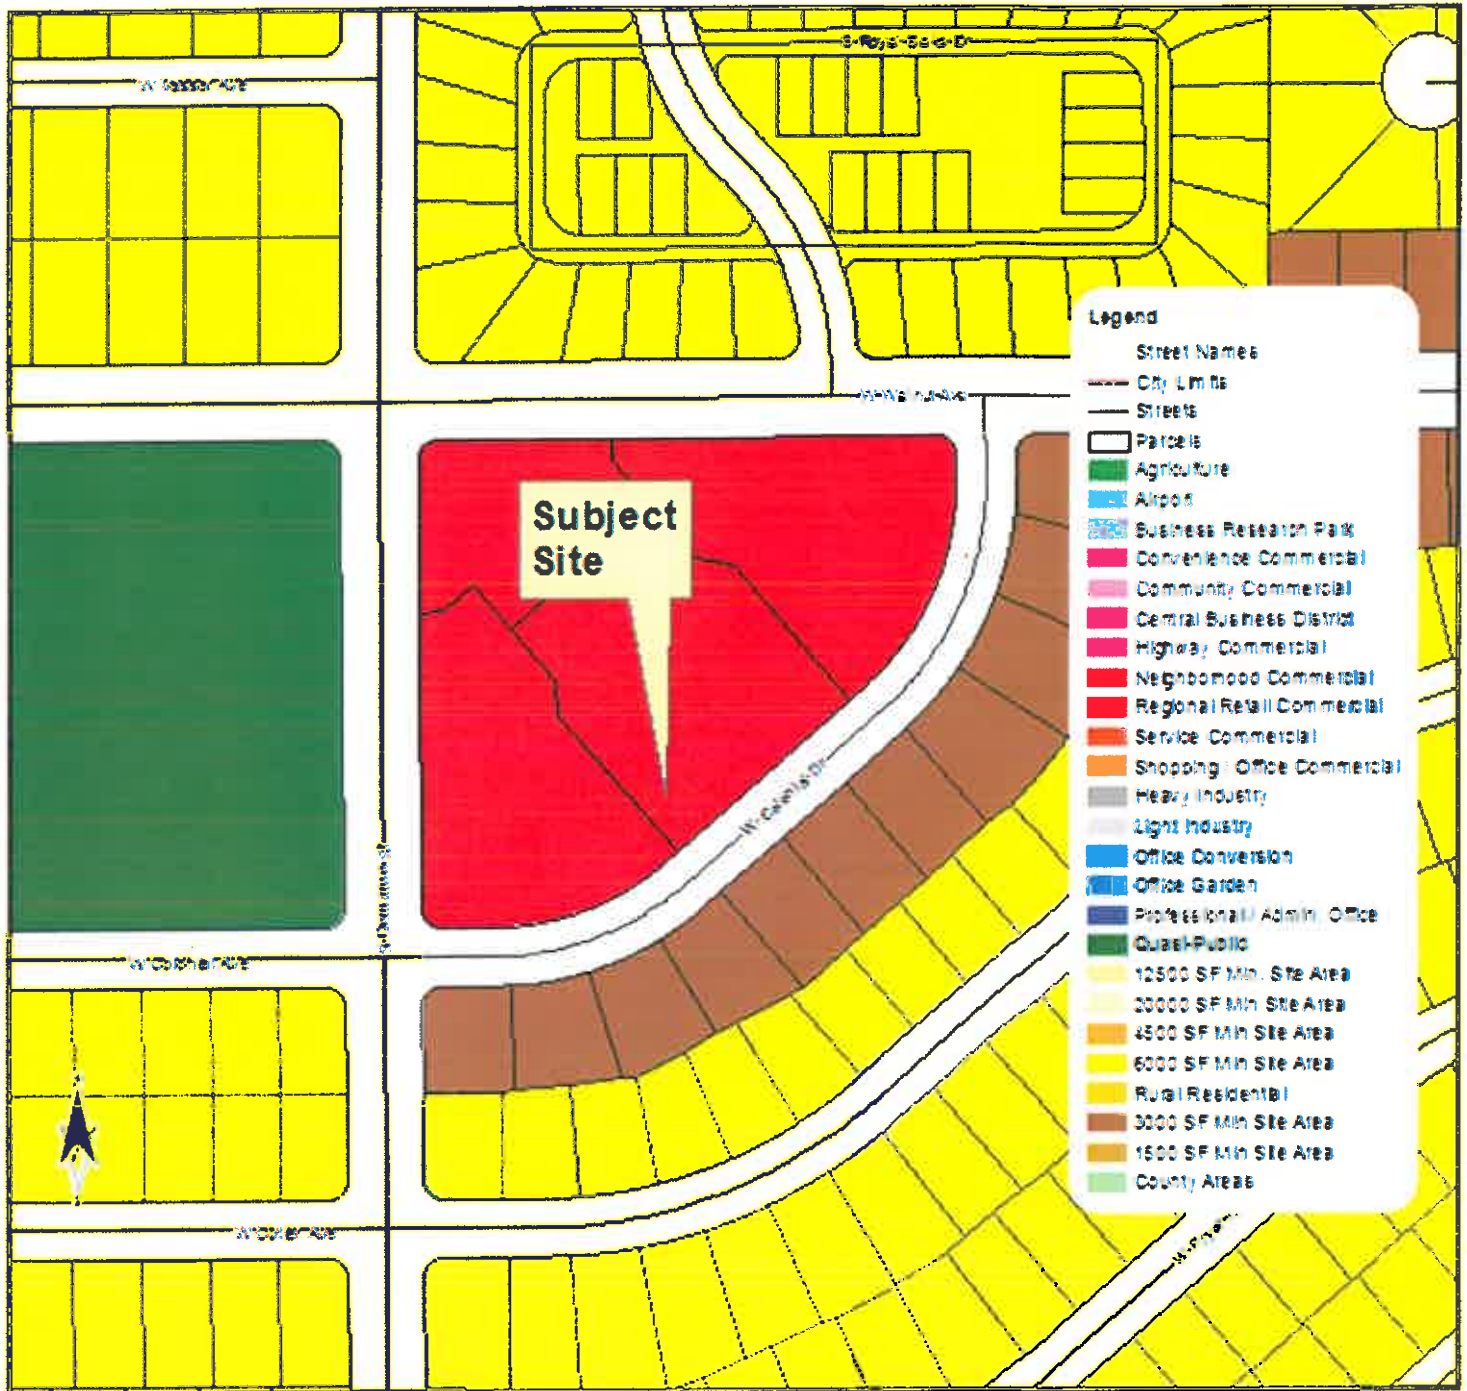 Subject
Site
Legend
Street Names
City Limits
Streets
Parcels
Agriculture
Airport
Business Research Park
Convenience Commercial
Community Commercial
Central Business District
Highway Commercial
Neighborhood Commercial
Regional Retail Commercial
Service Commercial
Shopping / Office Commercial
Heavy Industry
Light Industry
Office Conversion
Office Garden
Professional / Admin. Office
Quasi-Public
12500 SF Min. Site Area
20000 SF Min Site Area
4500 SF Min Site Area
6000 SF Min Site Area
Rural Residential
3000 SF Min Site Area
1500 SF Min Site Area
County Areas
W Walnut Ave